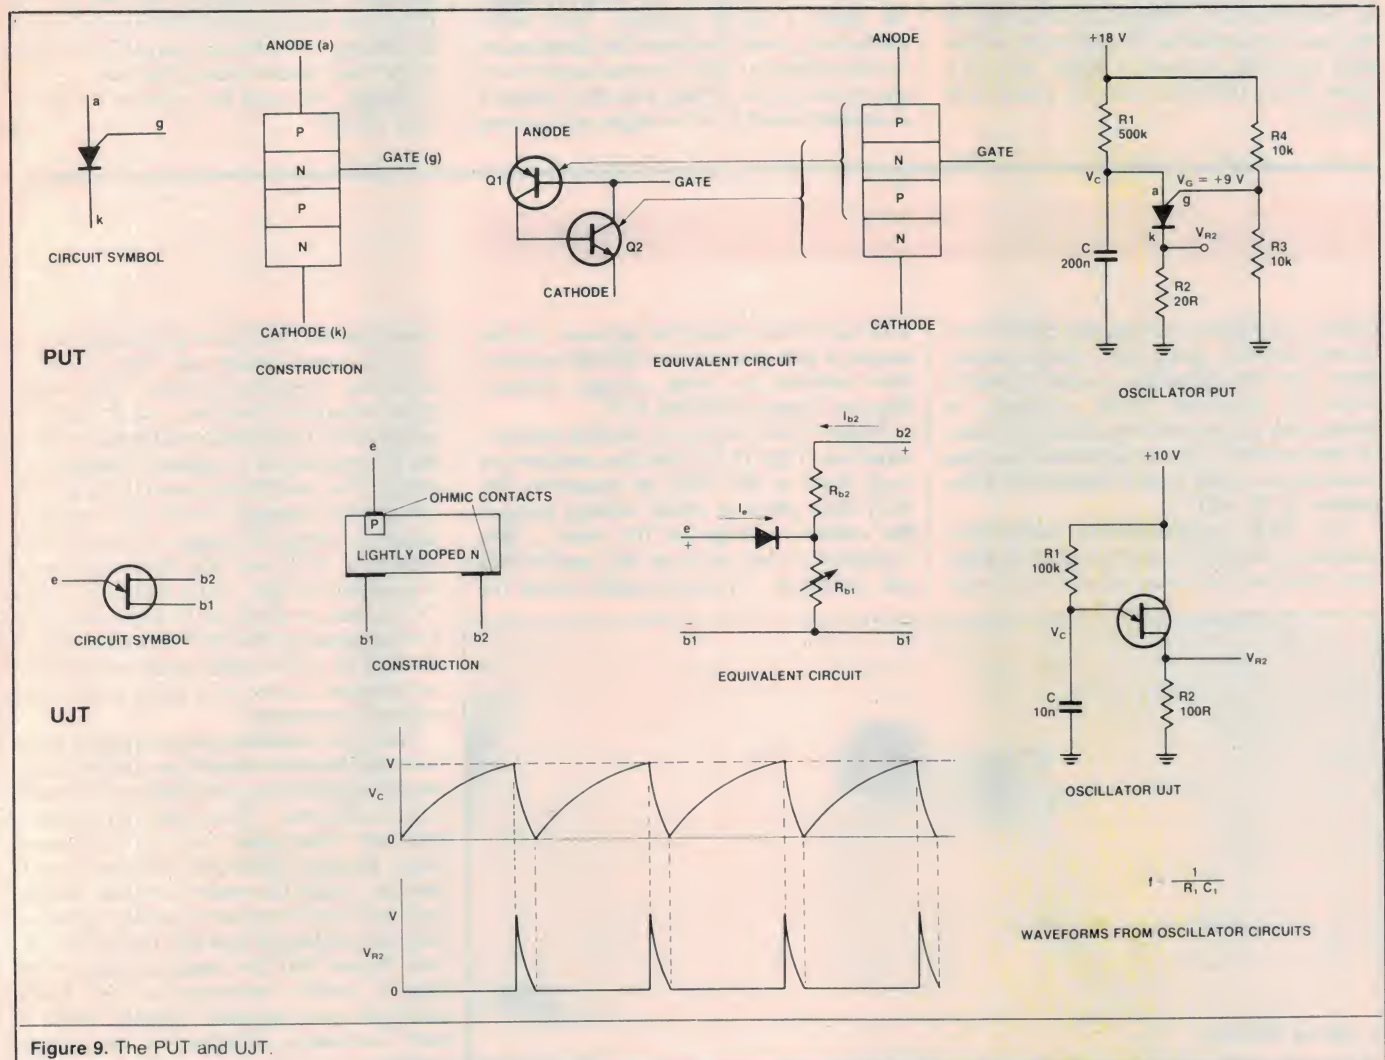 ANODE (a)
P
N
P
N
GATE (g)
CATHODE (k)
CONSTRUCTION
a
g
k
CIRCUIT SYMBOL
PUT
ANODE
Q1
GATE
Q2
CATHODE
EQUIVALENT CIRCUIT
ANODE
P
N
P
N
GATE
CATHODE
+18 V
R1
500k
R4
10k
VC
a
VG = +9 V
g
k
VR2
C
200n
R2
20R
R3
10k
OSCILLATOR PUT
e
b2
b1
CIRCUIT SYMBOL
UJT
e
OHMIC CONTACTS
P
LIGHTLY DOPED N
b1
b2
CONSTRUCTION
Ib2
b2
+
Rb2
Ie
e
+
Rb1
−
b1
−
b1
EQUIVALENT CIRCUIT
+10 V
R1
100k
VC
VR2
C
10n
R2
100R
OSCILLATOR UJT
V
VC
0
V
VR2
0
f = 1
R1 C1
WAVEFORMS FROM OSCILLATOR CIRCUITS
Figure 9. The PUT and UJT.